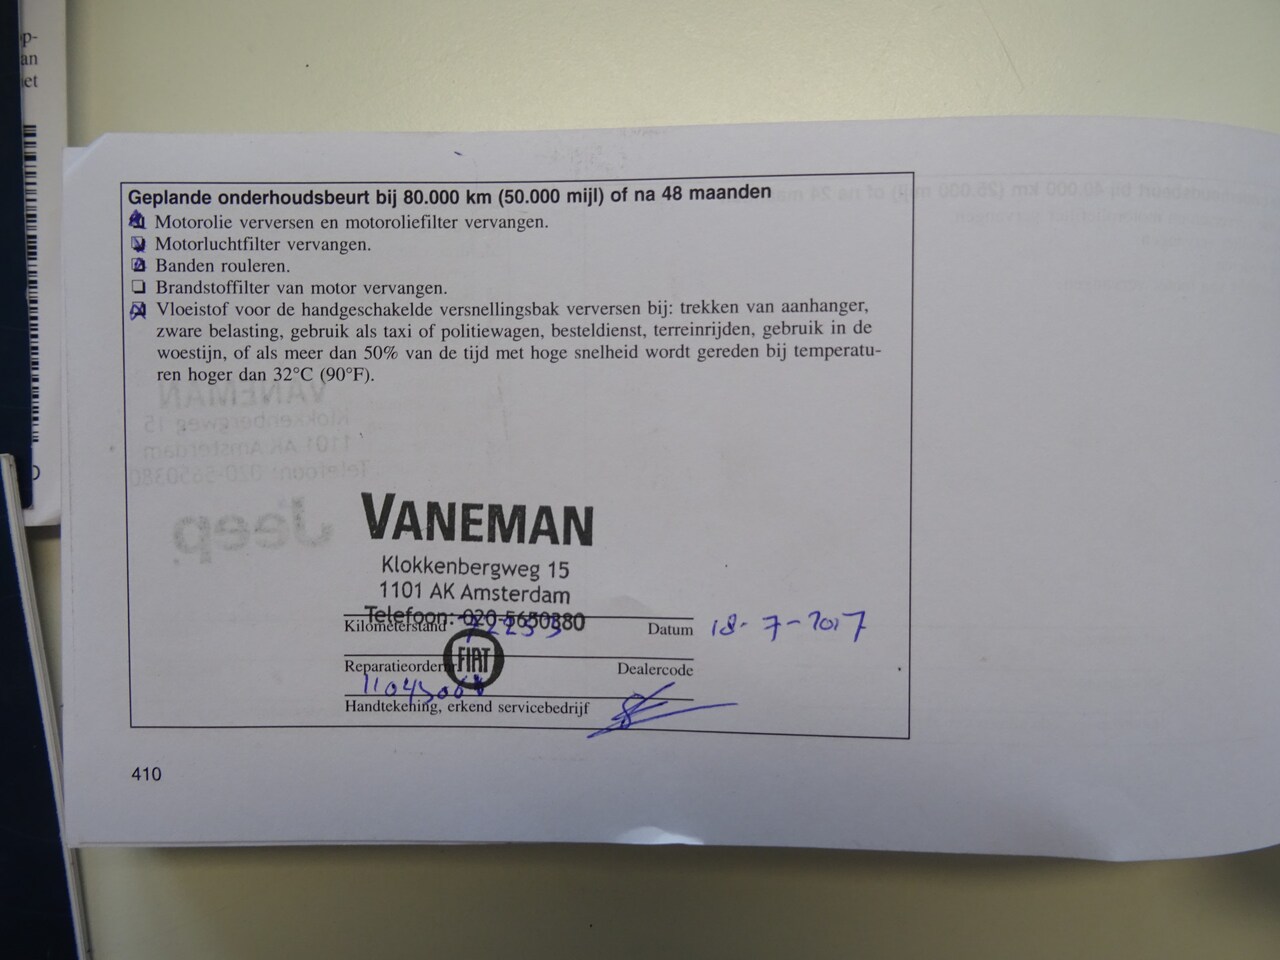 p-
an
et
Geplande onderhoudsbeurt bij 80.000 km (50.000 mijl) of na 48 maanden
Motorolie verversen en motoroliefilter vervangen.
Motorluchtfilter vervangen.
Banden rouleren.
Brandstoffilter van motor vervangen.
Vloeistof voor de handgeschakelde versnellingsbak verversen bij: trekken van aanhanger,
zware belasting, gebruik als taxi of politiewagen, besteldienst, terreinrijden, gebruik in de
woestijn, of als meer dan 50% van de tijd met hoge snelheid wordt gereden bij temperatu-
ren hoger dan 32°C (90°F).
VANEMAN
Klokkenbergweg 15
1101 AK Amsterdam
Telefoon: 020-5650380
Kilometerstand Datum 18-7-2017
FIAT
Reparatieordernr. Dealercode
Handtekening, erkend servicebedrijf
410